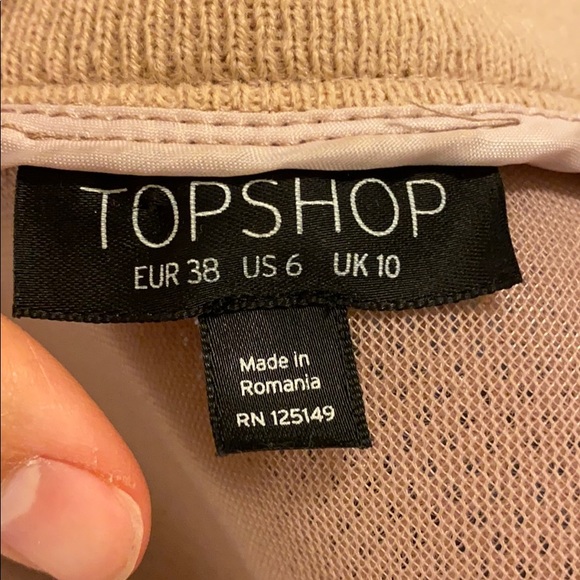 TOPSHOP
EUR 38 US 6 UK 10
Made in
Romania
RN 125149